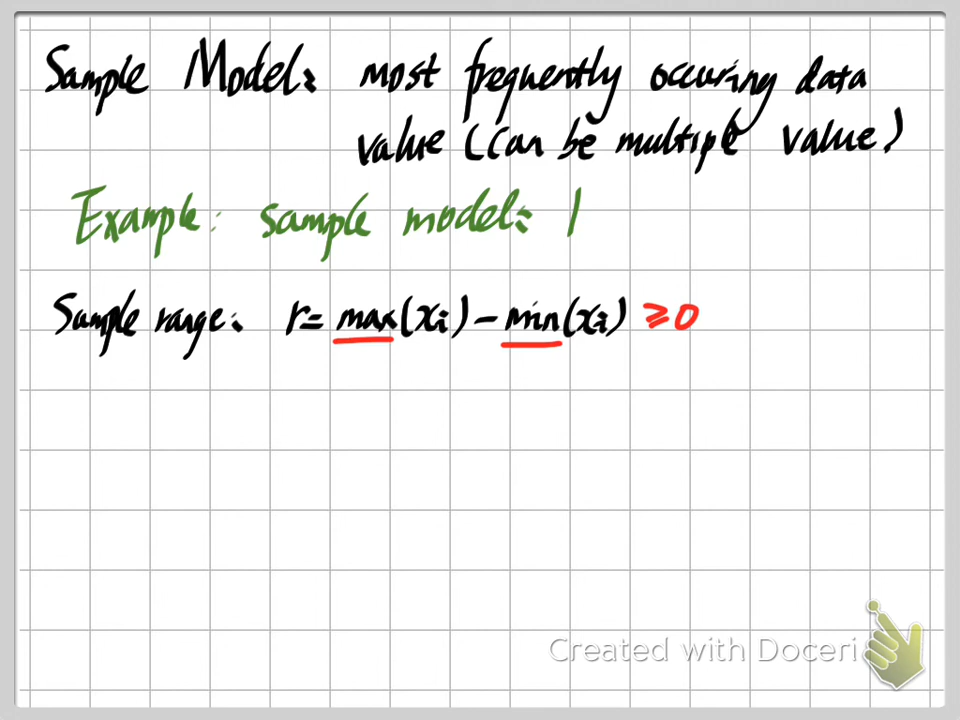 Sample Model: most frequently occuring data
value (can be multiple value)
Example: sample model: 1
Sample range: r = max(xi) - min(xi) ≥0
Created with Doceri